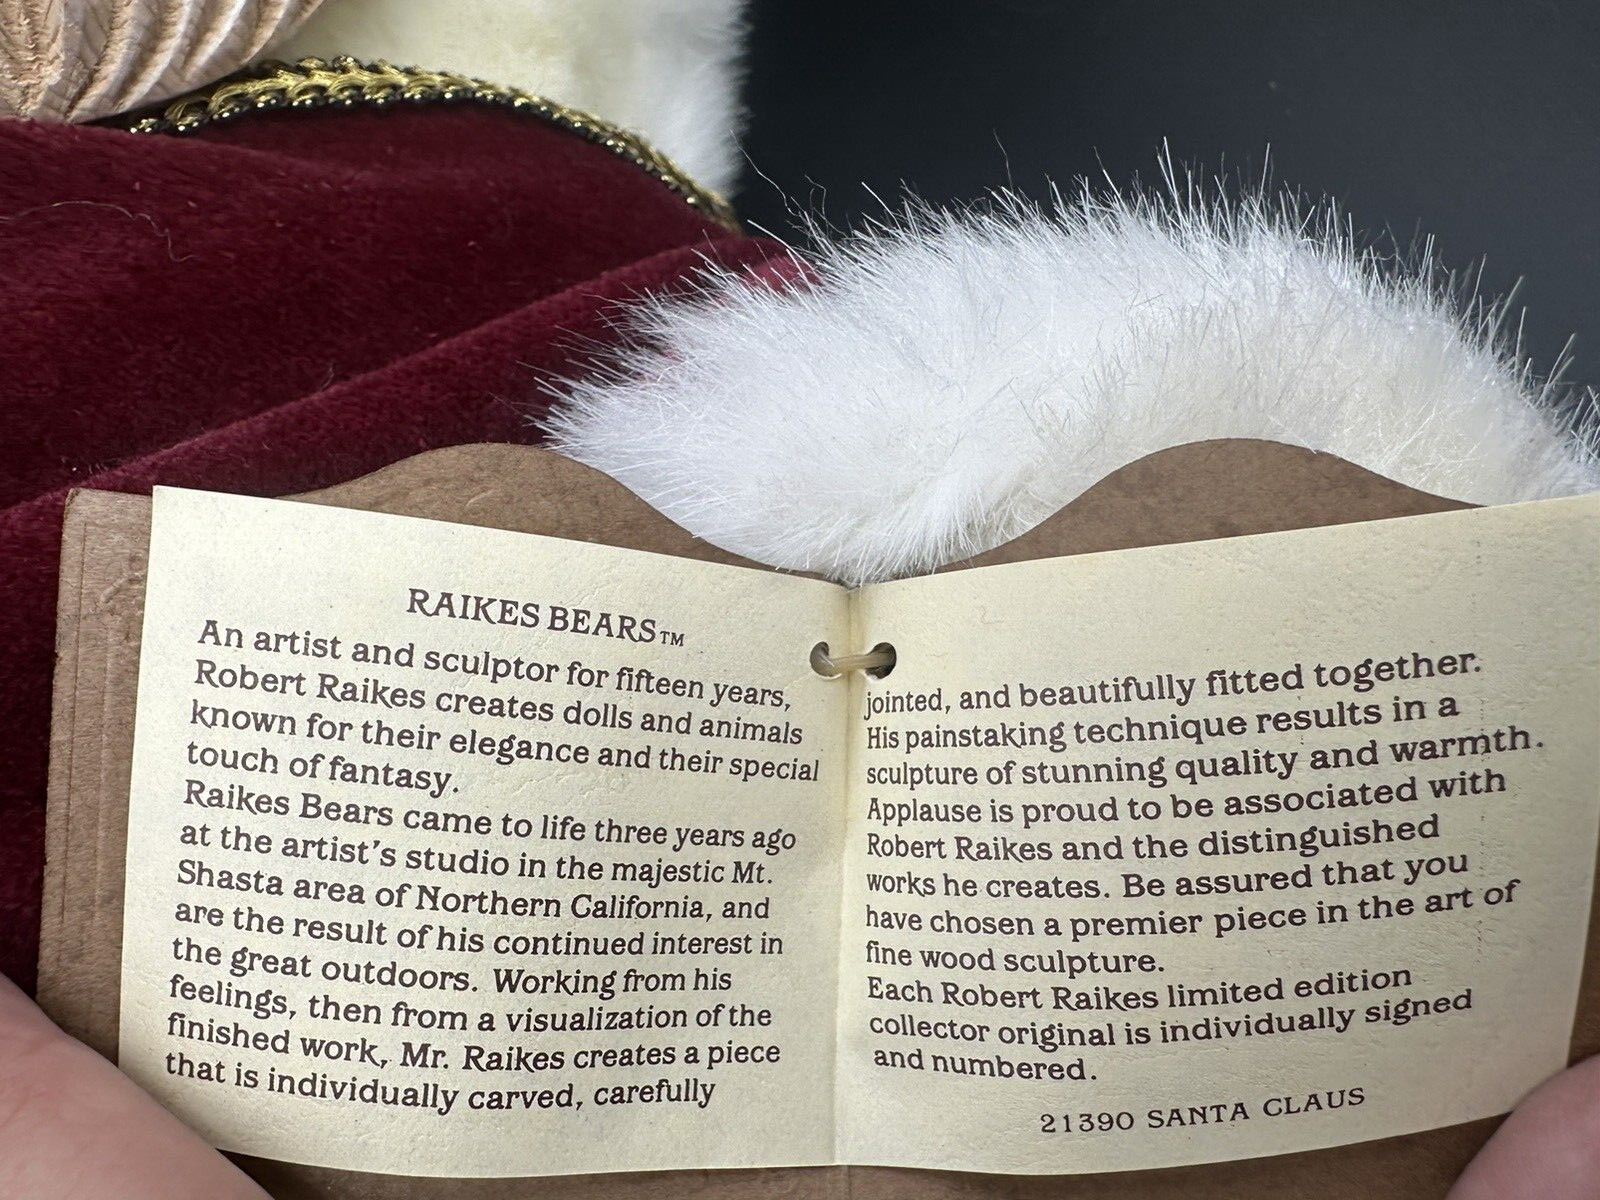 RAIKES BEARS™
An artist and sculptor for fifteen years,
Robert Raikes creates dolls and animals
known for their elegance and their special
touch of fantasy.
Raikes Bears came to life three years ago
at the artist's studio in the majestic Mt.
Shasta area of Northern California, and
are the result of his continued interest in
the great outdoors. Working from his
feelings, then from a visualization of the
finished work, Mr. Raikes creates a piece
that is individually carved, carefully
jointed, and beautifully fitted together.
His painstaking technique results in a
sculpture of stunning quality and warmth.
Applause is proud to be associated with
Robert Raikes and the distinguished
works he creates. Be assured that you
have chosen a premier piece in the art of
fine wood sculpture.
Each Robert Raikes limited edition
collector original is individually signed
and numbered.
21390 SANTA CLAUS